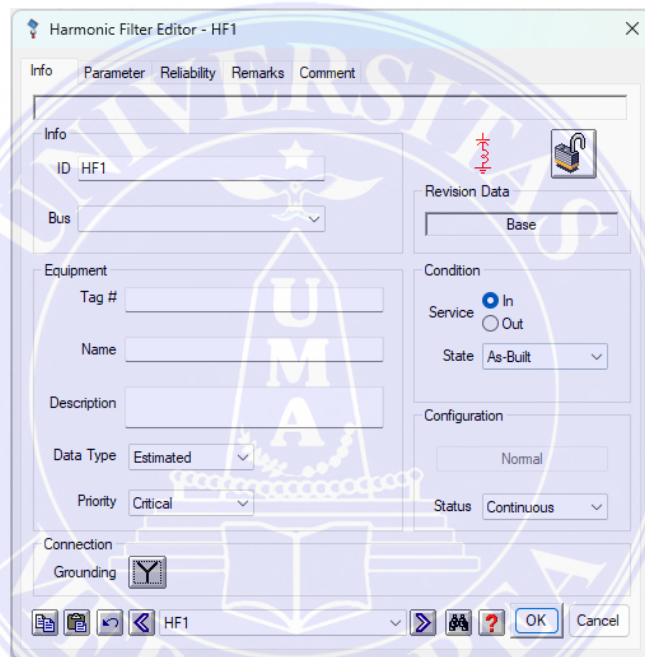 Harmonic Filter Editor - HF1
Info Parameter Reliability Remarks Comment
Info
ID HF1
Bus
Revision Data
Base
Equipment
Tag #
Name
Description
Data Type Estimated
Priority Critical
Condition
Service In
Out
State As-Built
Configuration
Normal
Status Continuous
Connection
Grounding
HF1
? OK Cancel
UNIVERSITAS
UMA